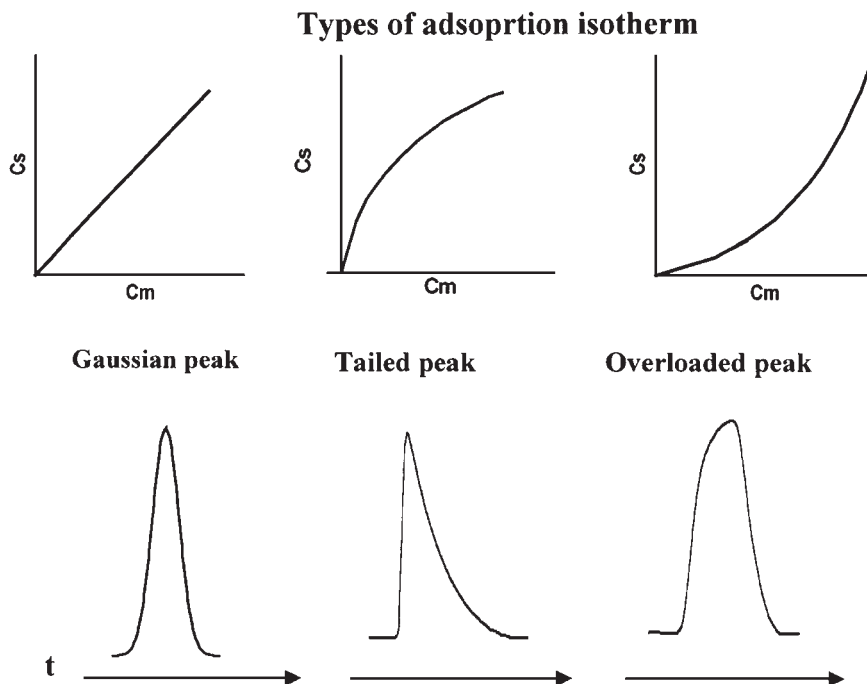 Types of adsoprtion isotherm
Cs
Cs
Cs
Cm
Cm
Cm
Gaussian peak
Tailed peak
Overloaded peak
t